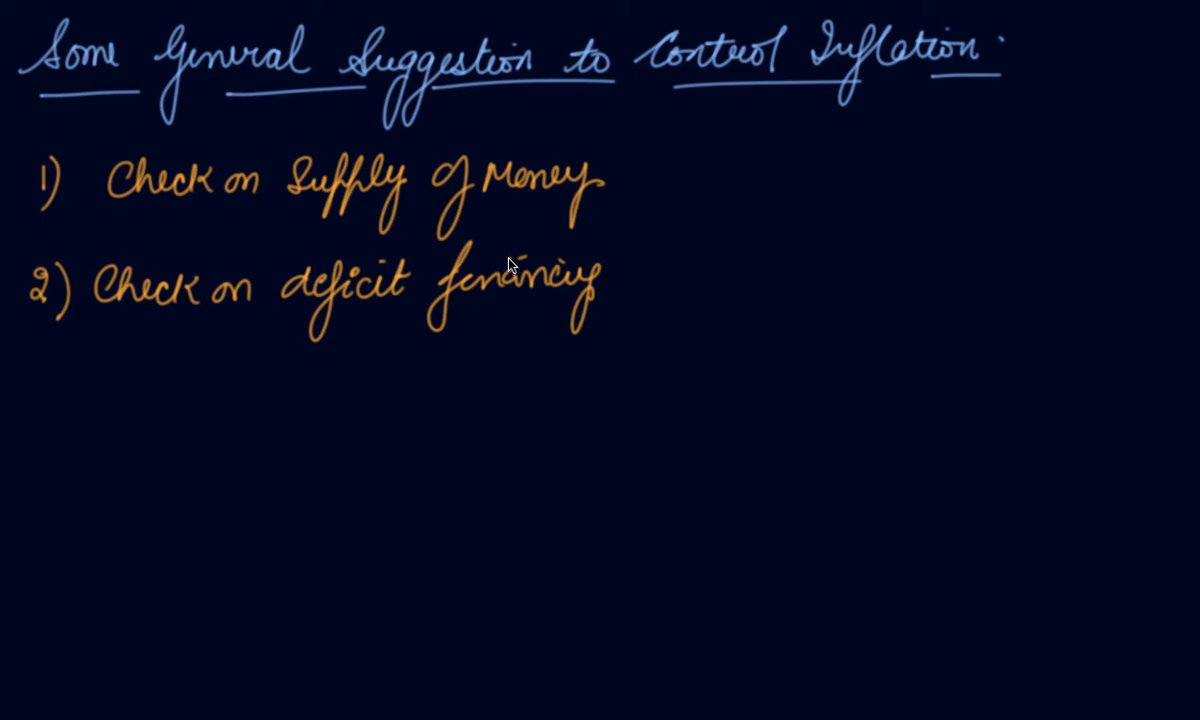 Some General Suggestion to Control Inflation.
1) Check on Supply of Money
2) Check on deficit financing